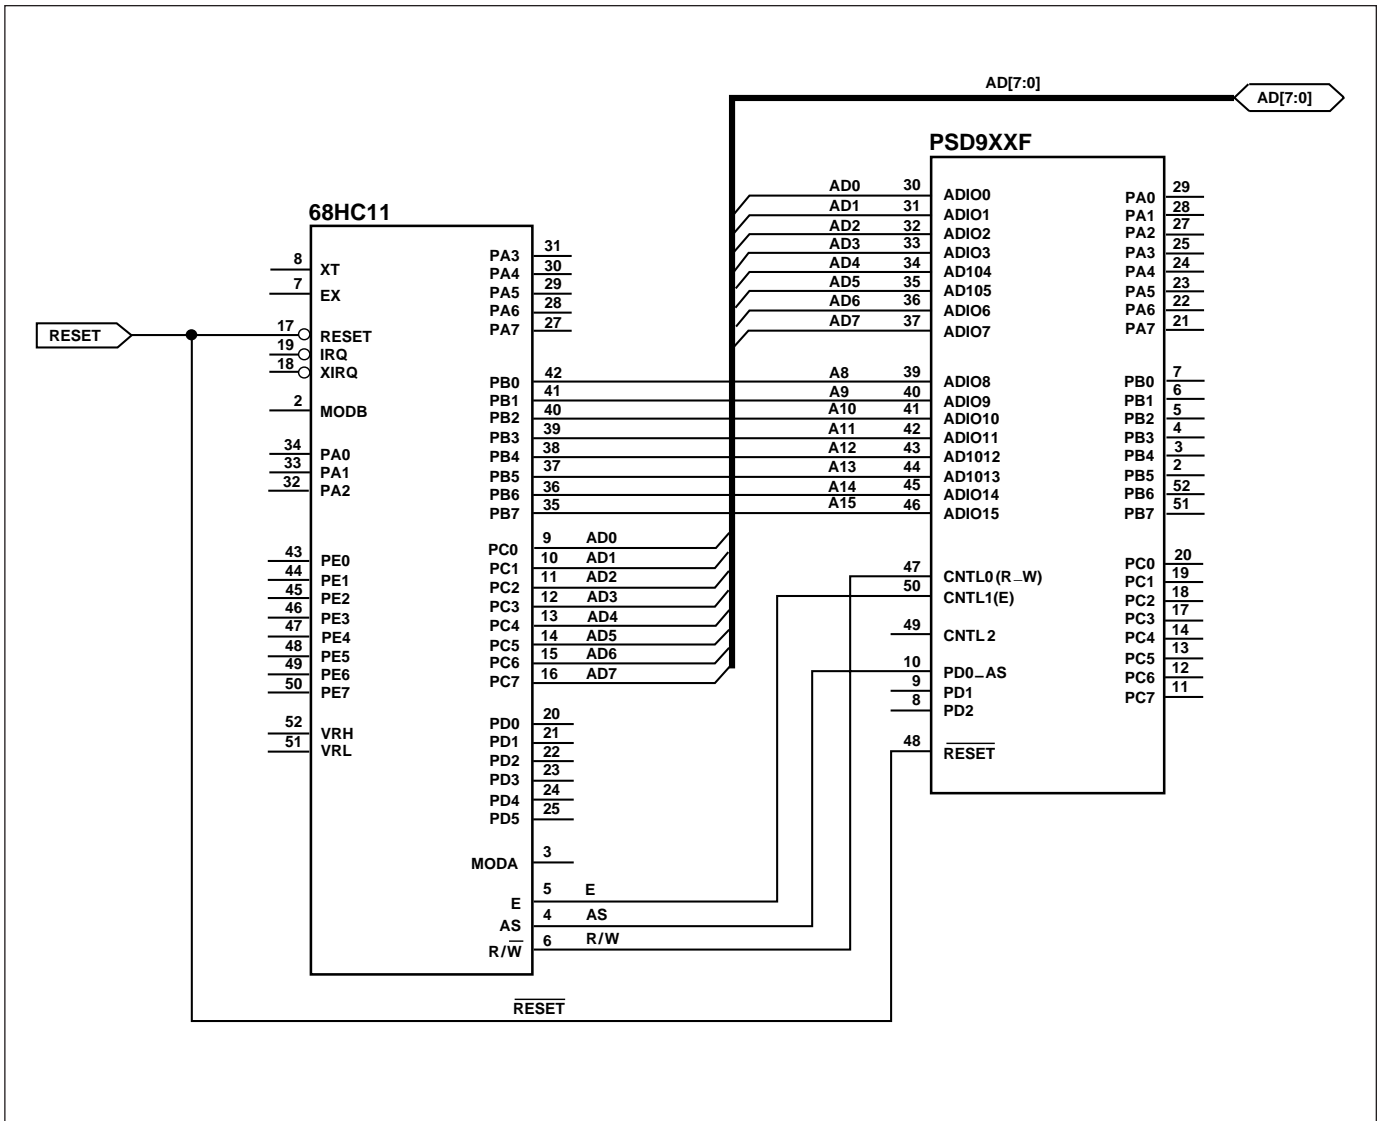 AD[7:0]
AD[7:0]
PSD9XXF
68HC11
RESET
8 XT
7 EX
17 RESET
19 IRQ
18 XIRQ
2 MODB
34 PA0
33 PA1
32 PA2
43 PE0
44 PE1
45 PE2
46 PE3
47 PE4
48 PE5
49 PE6
50 PE7
52 VRH
51 VRL
PA3 31
PA4 30
PA5 29
PA6 28
PA7 27
PB0 42
PB1 41
PB2 40
PB3 39
PB4 38
PB5 37
PB6 36
PB7 35
PC0 9 AD0
PC1 10 AD1
PC2 11 AD2
PC3 12 AD3
PC4 13 AD4
PC5 14 AD5
PC6 15 AD6
PC7 16 AD7
PD0 20
PD1 21
PD2 22
PD3 23
PD4 24
PD5 25
MODA 3
E 5 E
AS 4 AS
R/W̅ 6 R/W
AD0 30 ADIO0
AD1 31 ADIO1
AD2 32 ADIO2
AD3 33 ADIO3
AD4 34 AD104
AD5 35 AD105
AD6 36 ADIO6
AD7 37 ADIO7
A8 39 ADIO8
A9 40 ADIO9
A10 41 ADIO10
A11 42 ADIO11
A12 43 AD1012
A13 44 AD1013
A14 45 ADIO14
A15 46 ADIO15
47 CNTL0(R_W)
50 CNTL1(E)
49 CNTL2
10 PD0_AS
9 PD1
8 PD2
48 R̅E̅S̅E̅T̅
PA0 29
PA1 28
PA2 27
PA3 25
PA4 24
PA5 23
PA6 22
PA7 21
PB0 7
PB1 6
PB2 5
PB3 4
PB4 3
PB5 2
PB6 52
PB7 51
PC0 20
PC1 19
PC2 18
PC3 17
PC4 14
PC5 13
PC6 12
PC7 11
R̅E̅S̅E̅T̅